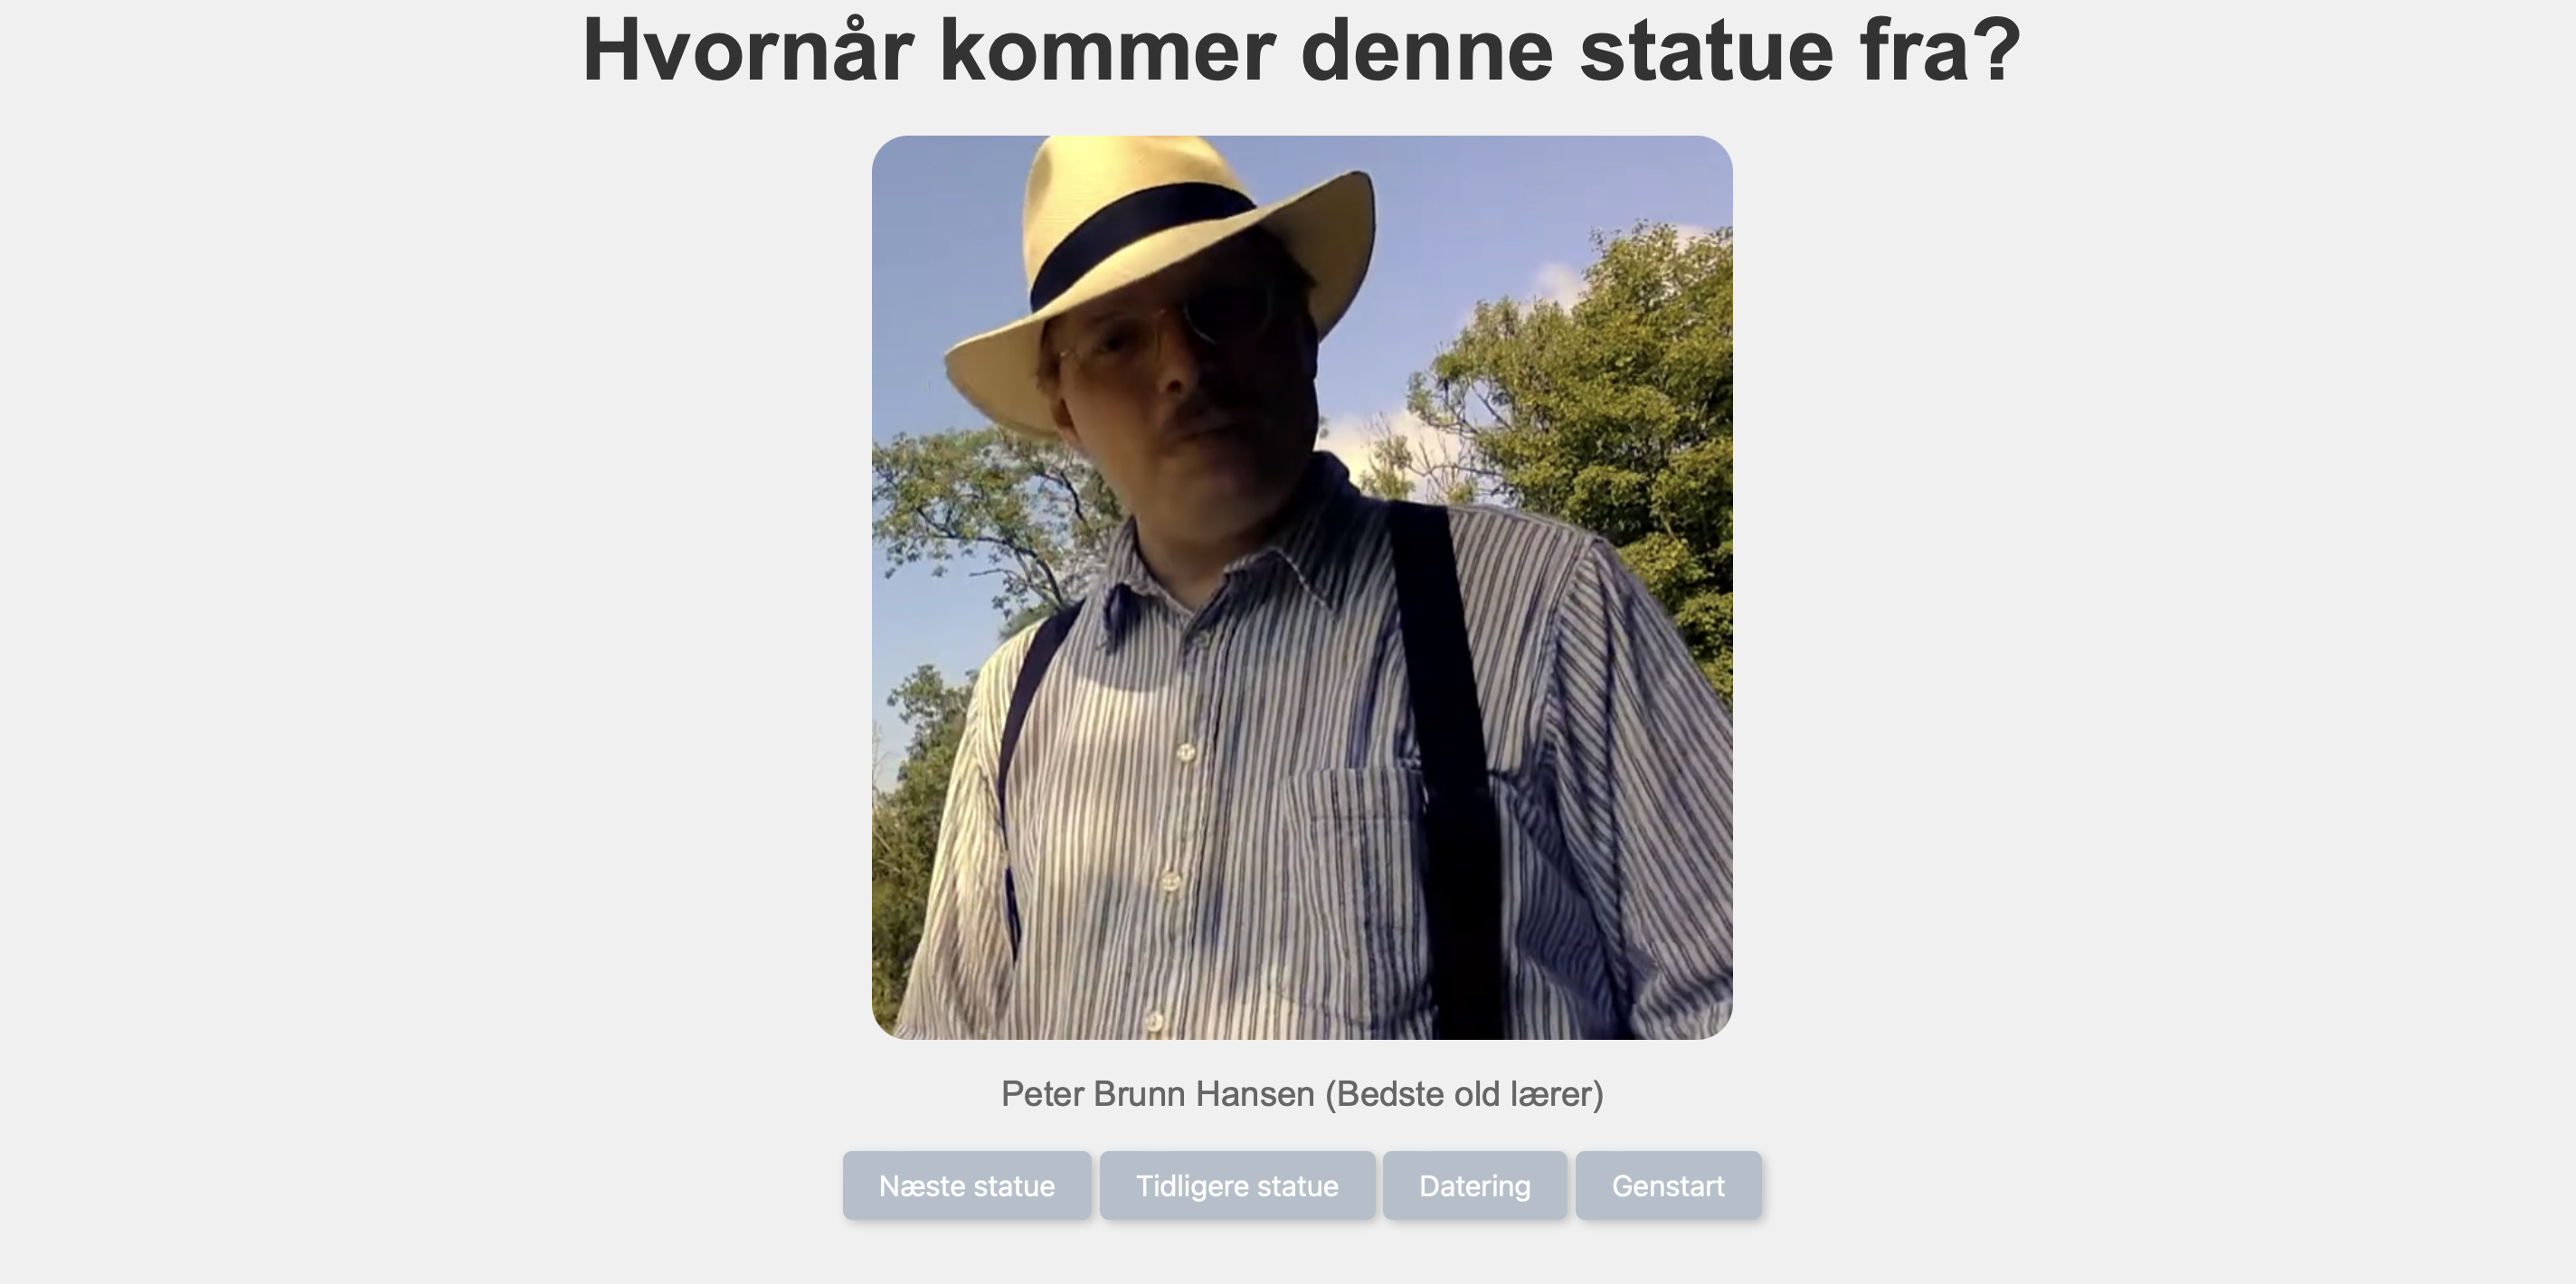 Hvornår kommer denne statue fra?
Peter Brunn Hansen (Bedste old lærer)
Næste statue
Tidligere statue
Datering
Genstart